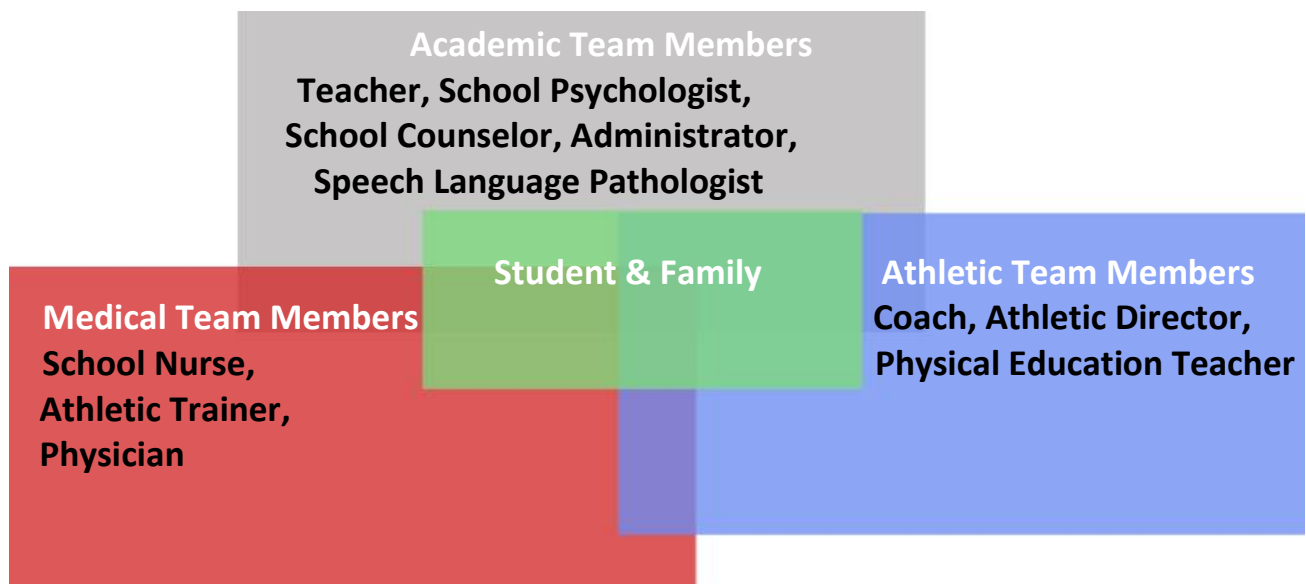 Academic Team Members
Teacher, School Psychologist,
School Counselor, Administrator,
Speech Language Pathologist
Student & Family
Medical Team Members
School Nurse,
Athletic Trainer,
Physician
Athletic Team Members
Coach, Athletic Director,
Physical Education Teacher